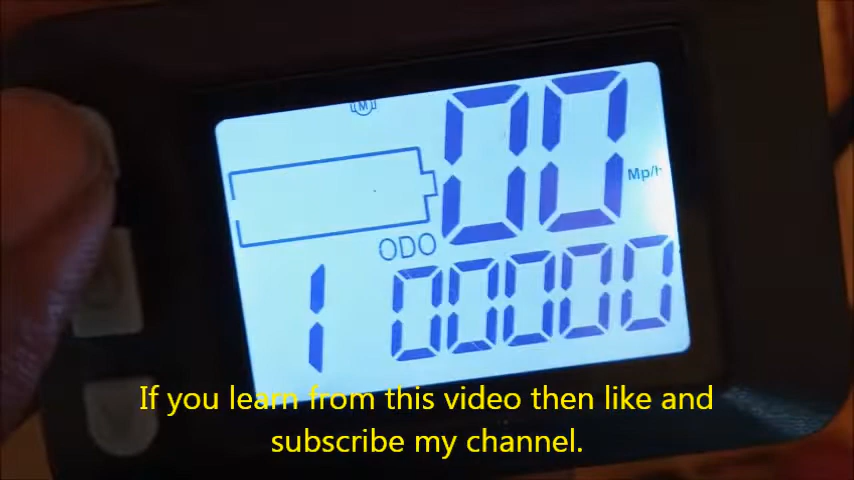 M
00
Mp/h
ODO
1 00000
If you learn from this video then like and
subscribe my channel.